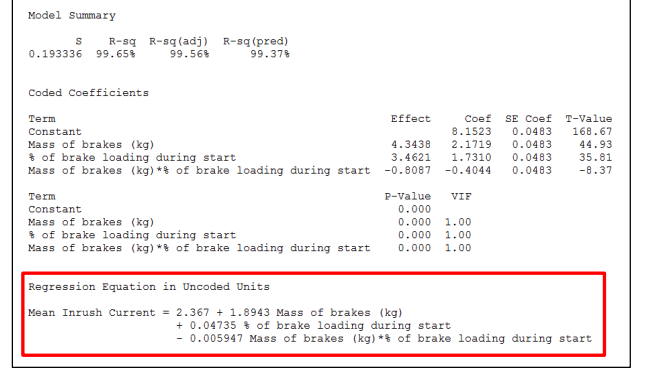 Model Summary
S R-sq R-sq(adj) R-sq(pred)
0.193336 99.65% 99.56% 99.37%
Coded Coefficients
Term Effect Coef SE Coef T-Value
Constant 8.1523 0.0483 168.67
Mass of brakes (kg) 4.3438 2.1719 0.0483 44.93
% of brake loading during start 3.4621 1.7310 0.0483 35.81
Mass of brakes (kg)*% of brake loading during start -0.8087 -0.4044 0.0483 -8.37
Term P-Value VIF
Constant 0.000
Mass of brakes (kg) 0.000 1.00
% of brake loading during start 0.000 1.00
Mass of brakes (kg)*% of brake loading during start 0.000 1.00
Regression Equation in Uncoded Units
Mean Inrush Current = 2.367 + 1.8943 Mass of brakes (kg)
+ 0.04735 % of brake loading during start
- 0.005947 Mass of brakes (kg)*% of brake loading during start